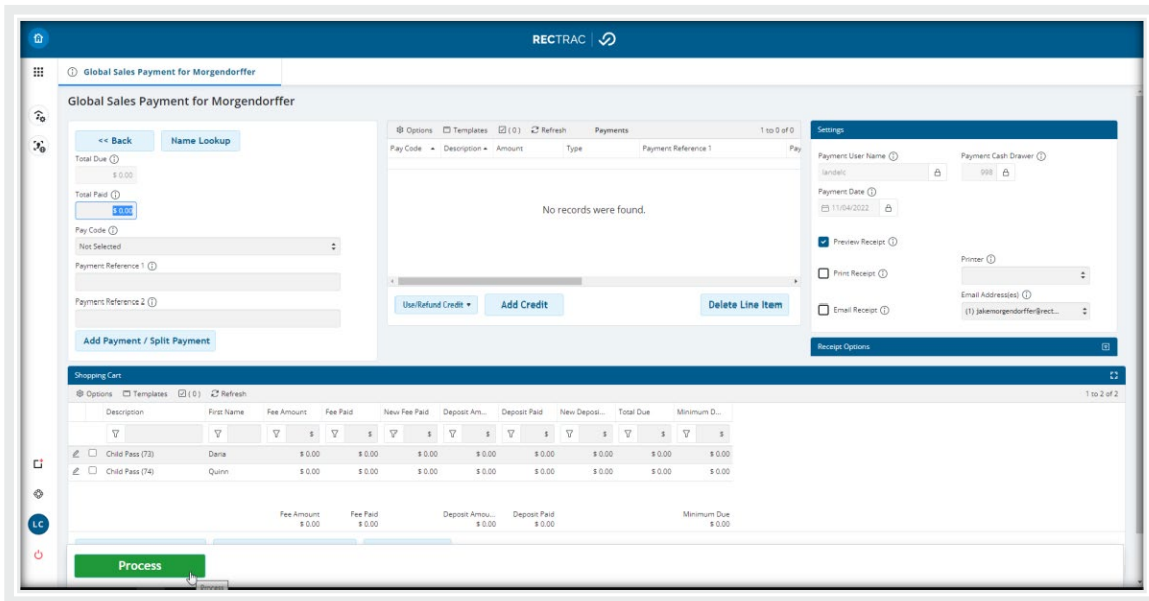 RECTRAC
Global Sales Payment for Morgendorffer
Global Sales Payment for Morgendorffer
<< Back
Name Lookup
Total Due
$ 0.00
Total Paid
$ 0.00
Pay Code
Not Selected
Payment Reference 1
Payment Reference 2
Add Payment / Split Payment
Options Templates (0) Refresh Payments 1 to 0 of 0
Pay Code Description Amount Type Payment Reference 1 Pay
No records were found.
Use/Refund Credit Add Credit Delete Line Item
Settings
Payment User Name Payment Cash Drawer
landelc 998
Payment Date
11/04/2022
Preview Receipt
Printer
Print Receipt
Email Address(es)
Email Receipt (1) jakemorgendorffer@rect...
Receipt Options
Shopping Cart
Options Templates (0) Refresh 1 to 2 of 2
Description First Name Fee Amount Fee Paid New Fee Paid Deposit Am... Deposit Paid New Deposi... Total Due Minimum D...
$ $ $ $ $ $ $ $
Child Pass (73) Daria $ 0.00 $ 0.00 $ 0.00 $ 0.00 $ 0.00 $ 0.00 $ 0.00 $ 0.00
Child Pass (74) Quinn $ 0.00 $ 0.00 $ 0.00 $ 0.00 $ 0.00 $ 0.00 $ 0.00 $ 0.00
Fee Amount Fee Paid Deposit Amou... Deposit Paid Minimum Due
$ 0.00 $ 0.00 $ 0.00 $ 0.00 $ 0.00
LC
Process
Process